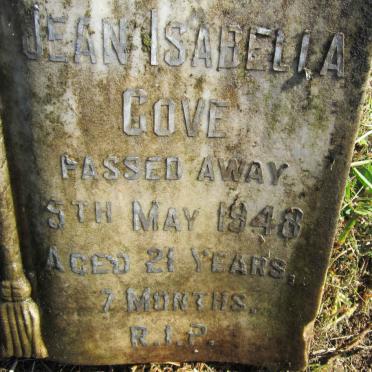 JEAN ISABELLA
GOVE
PASSED AWAY
5TH MAY 1948
AGED 21 YEARS.
7 MONTHS.
R.I.P.